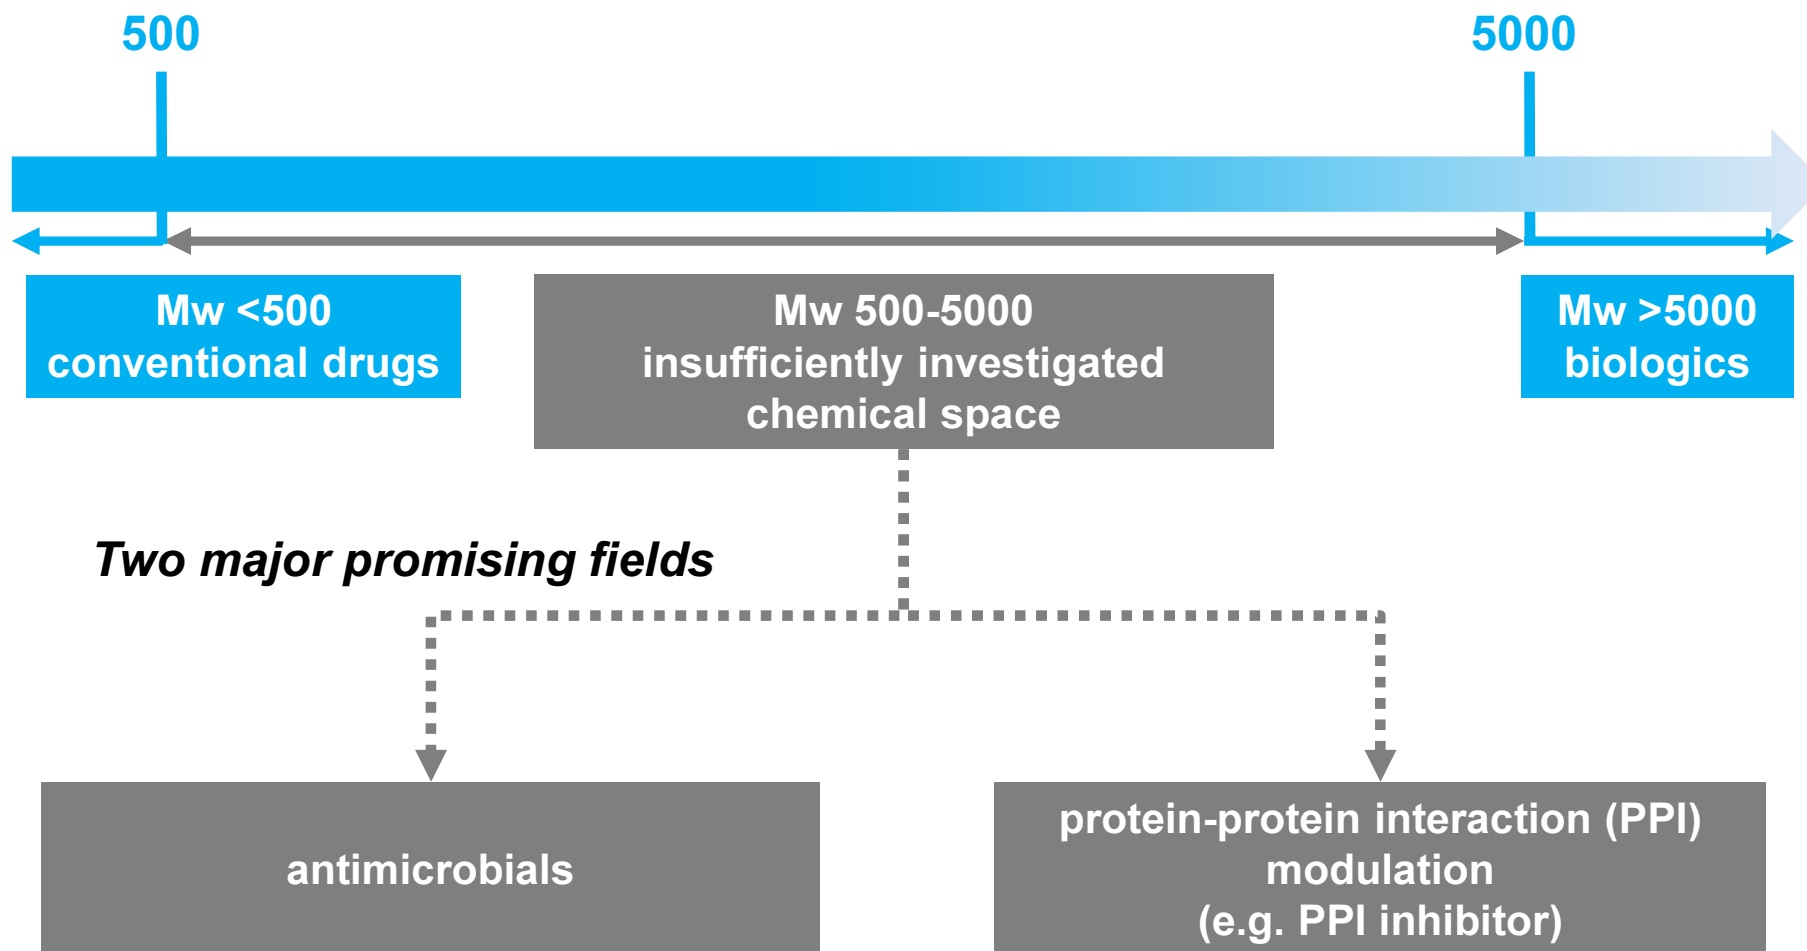 500
5000
Mw <500
conventional drugs
Mw 500-5000
insufficiently investigated
chemical space
Mw >5000
biologics
Two major promising fields
antimicrobials
protein-protein interaction (PPI)
modulation
(e.g. PPI inhibitor)